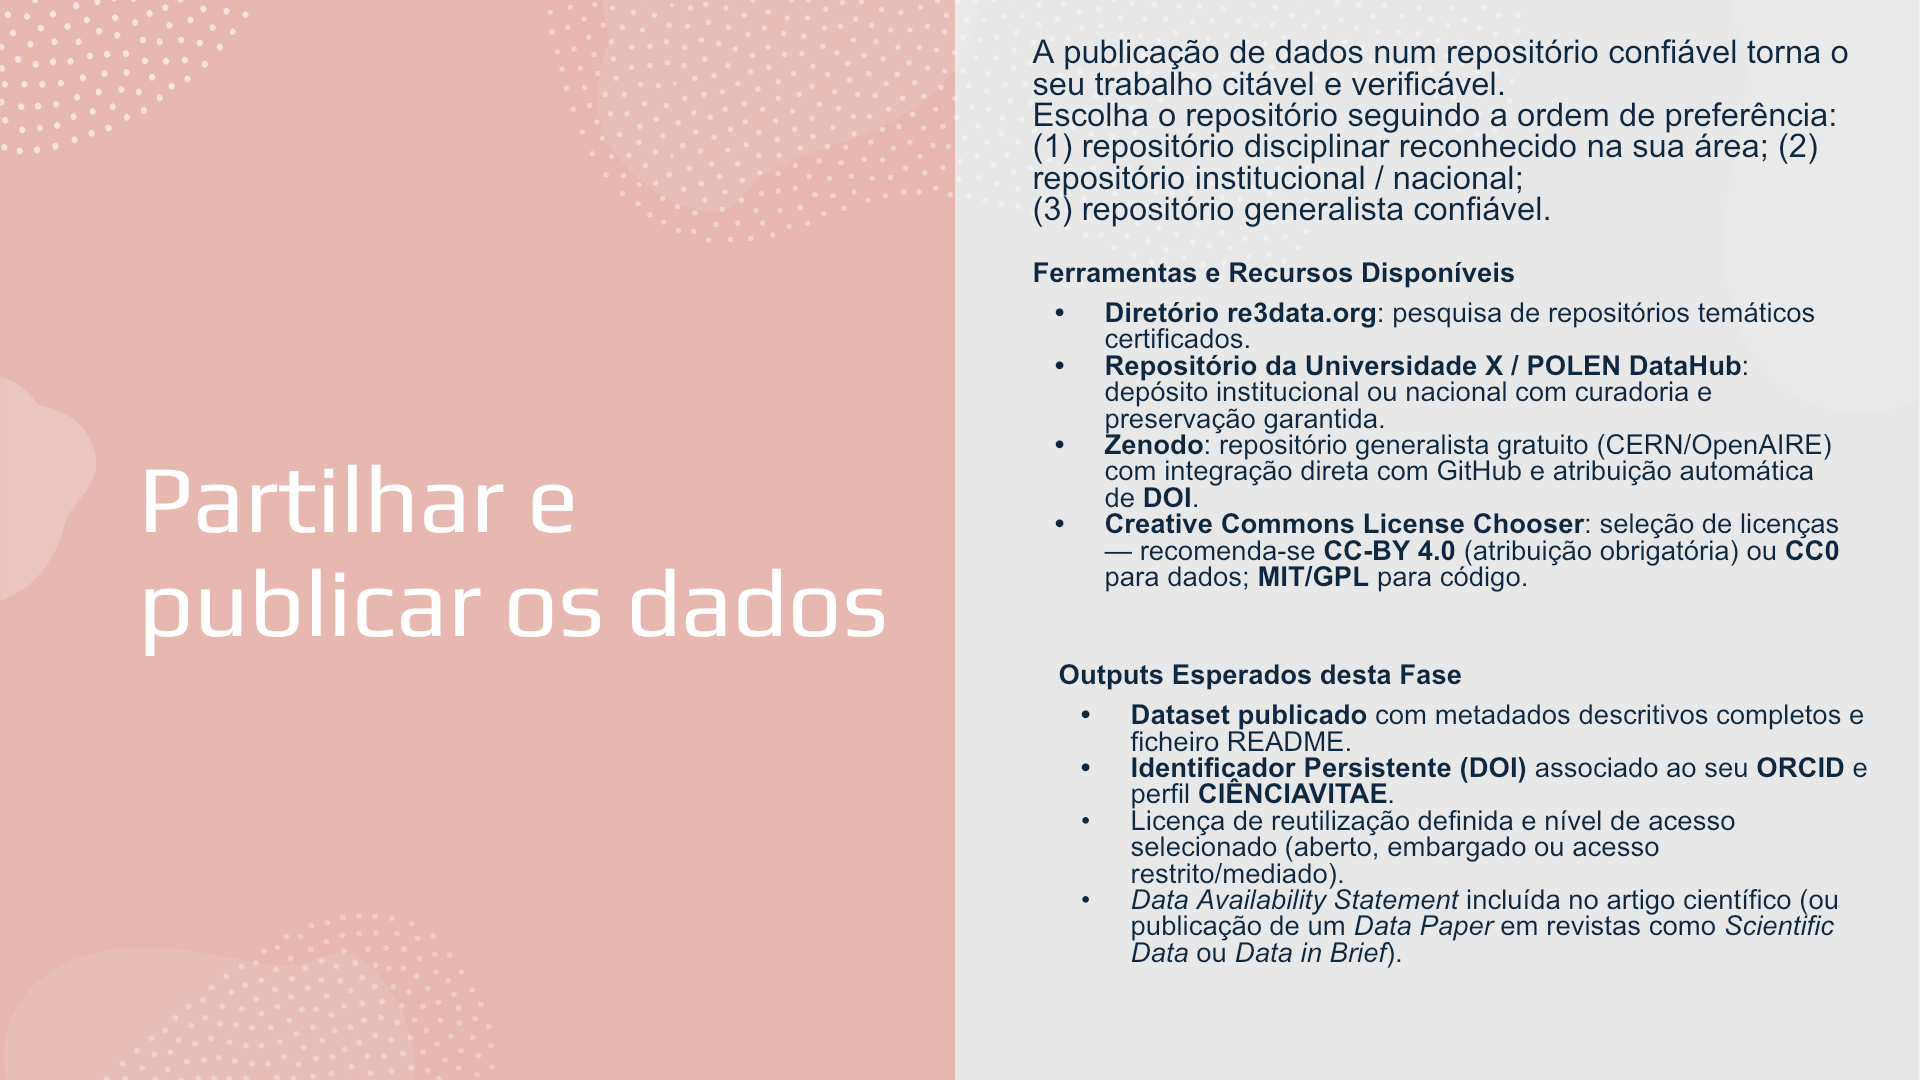 Partilhar e
publicar os dados
A publicação de dados num repositório confiável torna o
seu trabalho citável e verificável.
Escolha o repositório seguindo a ordem de preferência:
(1) repositório disciplinar reconhecido na sua área; (2)
repositório institucional / nacional;
(3) repositório generalista confiável.
Ferramentas e Recursos Disponíveis
• Diretório re3data.org: pesquisa de repositórios temáticos
certificados.
• Repositório da Universidade X / POLEN DataHub:
depósito institucional ou nacional com curadoria e
preservação garantida.
• Zenodo: repositório generalista gratuito (CERN/OpenAIRE)
com integração direta com GitHub e atribuição automática
de DOI.
• Creative Commons License Chooser: seleção de licenças
— recomenda-se CC-BY 4.0 (atribuição obrigatória) ou CC0
para dados; MIT/GPL para código.
Outputs Esperados desta Fase
• Dataset publicado com metadados descritivos completos e
ficheiro README.
• Identificador Persistente (DOI) associado ao seu ORCID e
perfil CIÊNCIAVITAE.
• Licença de reutilização definida e nível de acesso
selecionado (aberto, embargado ou acesso
restrito/mediado).
• Data Availability Statement incluída no artigo científico (ou
publicação de um Data Paper em revistas como Scientific
Data ou Data in Brief).